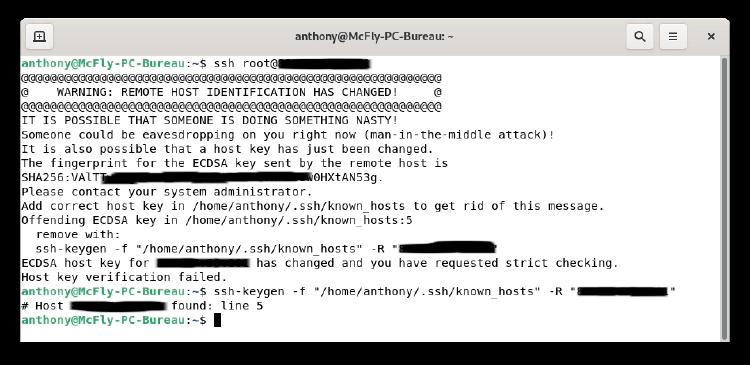 anthony@McFly-PC-Bureau: ~
anthony@McFly-PC-Bureau:~$ ssh root@
@@@@@@@@@@@@@@@@@@@@@@@@@@@@@@@@@@@@@@@@@@@@@@@@@@@@@@@@@@@
@    WARNING: REMOTE HOST IDENTIFICATION HAS CHANGED!     @
@@@@@@@@@@@@@@@@@@@@@@@@@@@@@@@@@@@@@@@@@@@@@@@@@@@@@@@@@@@
IT IS POSSIBLE THAT SOMEONE IS DOING SOMETHING NASTY!
Someone could be eavesdropping on you right now (man-in-the-middle attack)!
It is also possible that a host key has just been changed.
The fingerprint for the ECDSA key sent by the remote host is
SHA256:VAlTT 0HXtAN53g.
Please contact your system administrator.
Add correct host key in /home/anthony/.ssh/known_hosts to get rid of this message.
Offending ECDSA key in /home/anthony/.ssh/known_hosts:5
  remove with:
  ssh-keygen -f "/home/anthony/.ssh/known_hosts" -R " "
ECDSA host key for has changed and you have requested strict checking.
Host key verification failed.
anthony@McFly-PC-Bureau:~$ ssh-keygen -f "/home/anthony/.ssh/known_hosts" -R " "
# Host found: line 5
anthony@McFly-PC-Bureau:~$